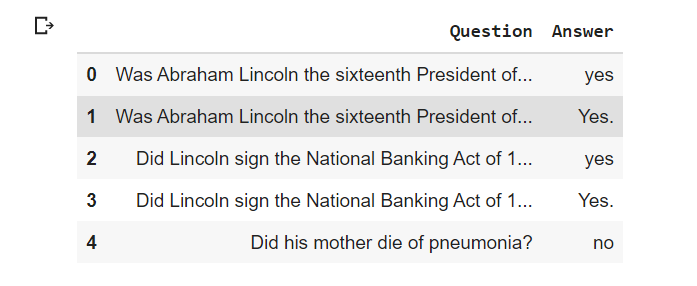 Question Answer
0 Was Abraham Lincoln the sixteenth President of... yes
1 Was Abraham Lincoln the sixteenth President of... Yes.
2 Did Lincoln sign the National Banking Act of 1... yes
3 Did Lincoln sign the National Banking Act of 1... Yes.
4 Did his mother die of pneumonia? no